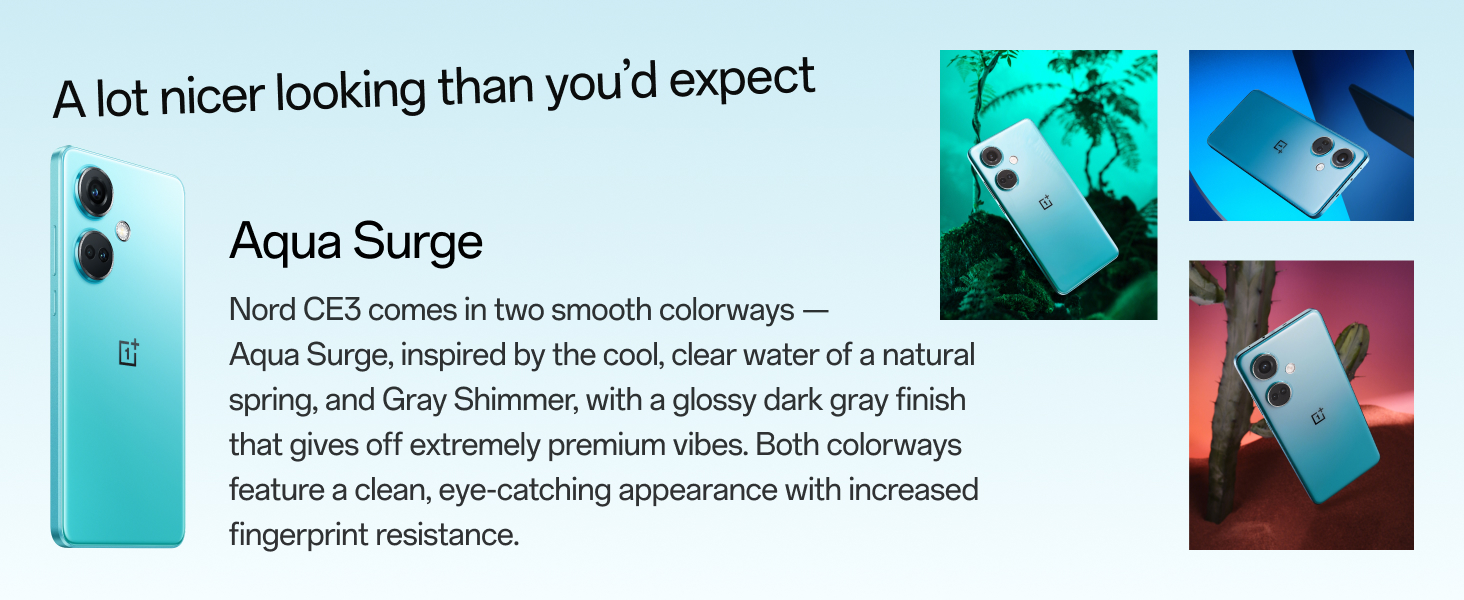 A lot nicer looking than you’d expect
Aqua Surge
Nord CE3 comes in two smooth colorways —
Aqua Surge, inspired by the cool, clear water of a natural
spring, and Gray Shimmer, with a glossy dark gray finish
that gives off extremely premium vibes. Both colorways
feature a clean, eye-catching appearance with increased
fingerprint resistance.